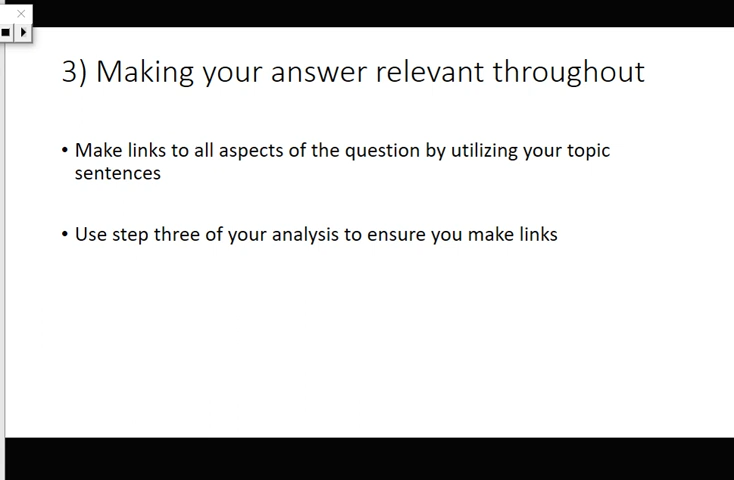 3) Making your answer relevant throughout
• Make links to all aspects of the question by utilizing your topic
sentences
• Use step three of your analysis to ensure you make links